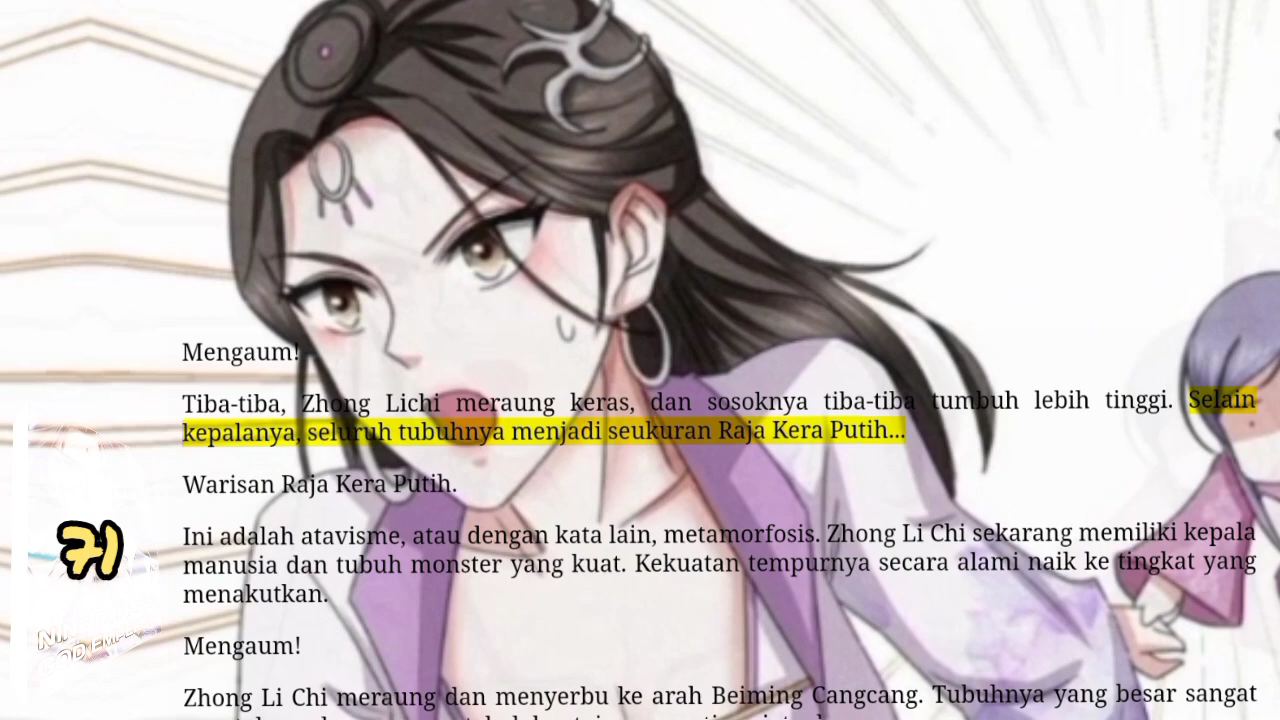 Mengaum!
Tiba-tiba, Zhong Lichi meraung keras, dan sosoknya tiba-tiba tumbuh lebih tinggi. Selain
kepalanya, seluruh tubuhnya menjadi seukuran Raja Kera Putih...
Warisan Raja Kera Putih.
Ini adalah atavisme, atau dengan kata lain, metamorfosis. Zhong Li Chi sekarang memiliki kepala
manusia dan tubuh monster yang kuat. Kekuatan tempurnya secara alami naik ke tingkat yang
menakutkan.
71
Mengaum!
Zhong Li Chi meraung dan menyerbu ke arah Beiming Cangcang. Tubuhnya yang besar sangat